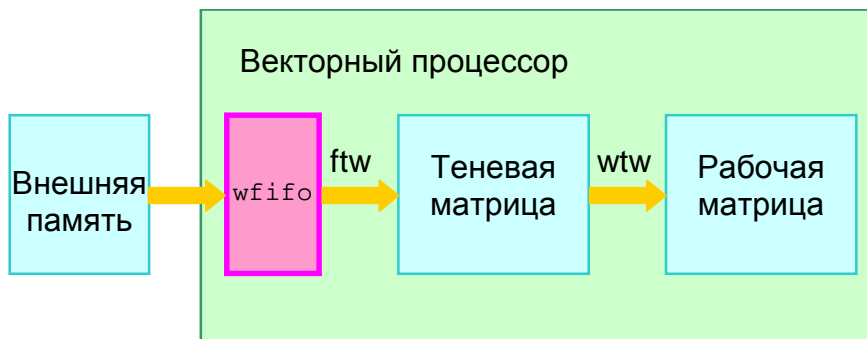 Векторный процессор
Внешняя
память
wfifo
ftw
Теневая
матрица
wtw
Рабочая
матрица